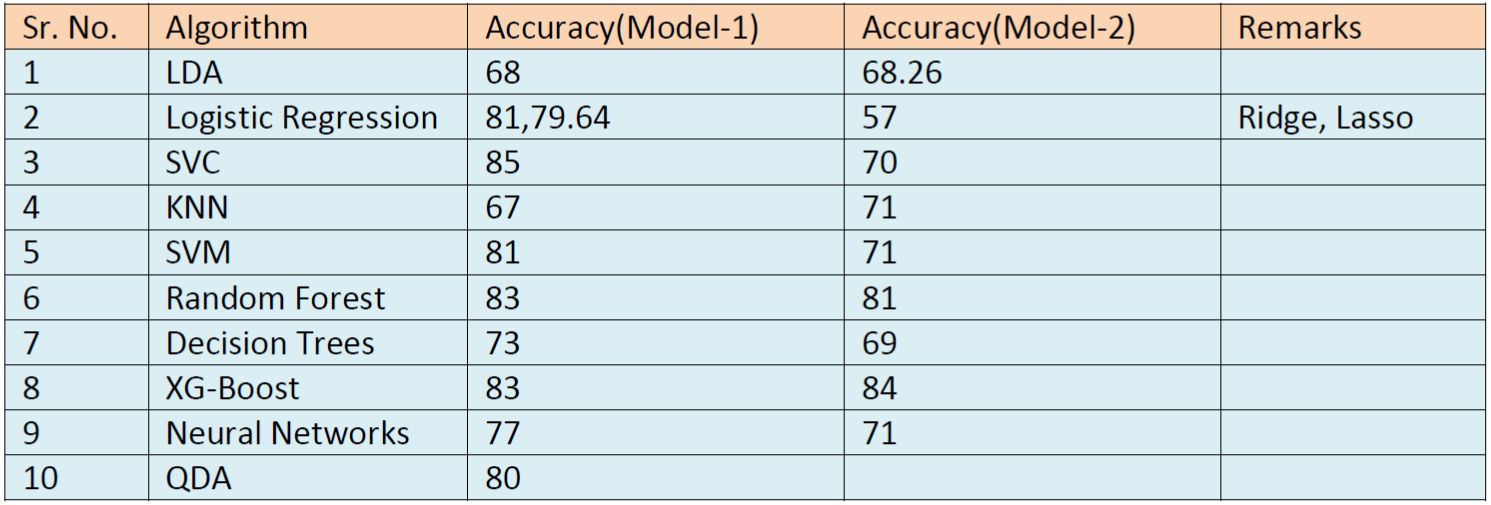 Sr. No. Algorithm Accuracy(Model-1) Accuracy(Model-2) Remarks
1 LDA 68 68.26
2 Logistic Regression 81,79.64 57 Ridge, Lasso
3 SVC 85 70
4 KNN 67 71
5 SVM 81 71
6 Random Forest 83 81
7 Decision Trees 73 69
8 XG-Boost 83 84
9 Neural Networks 77 71
10 QDA 80